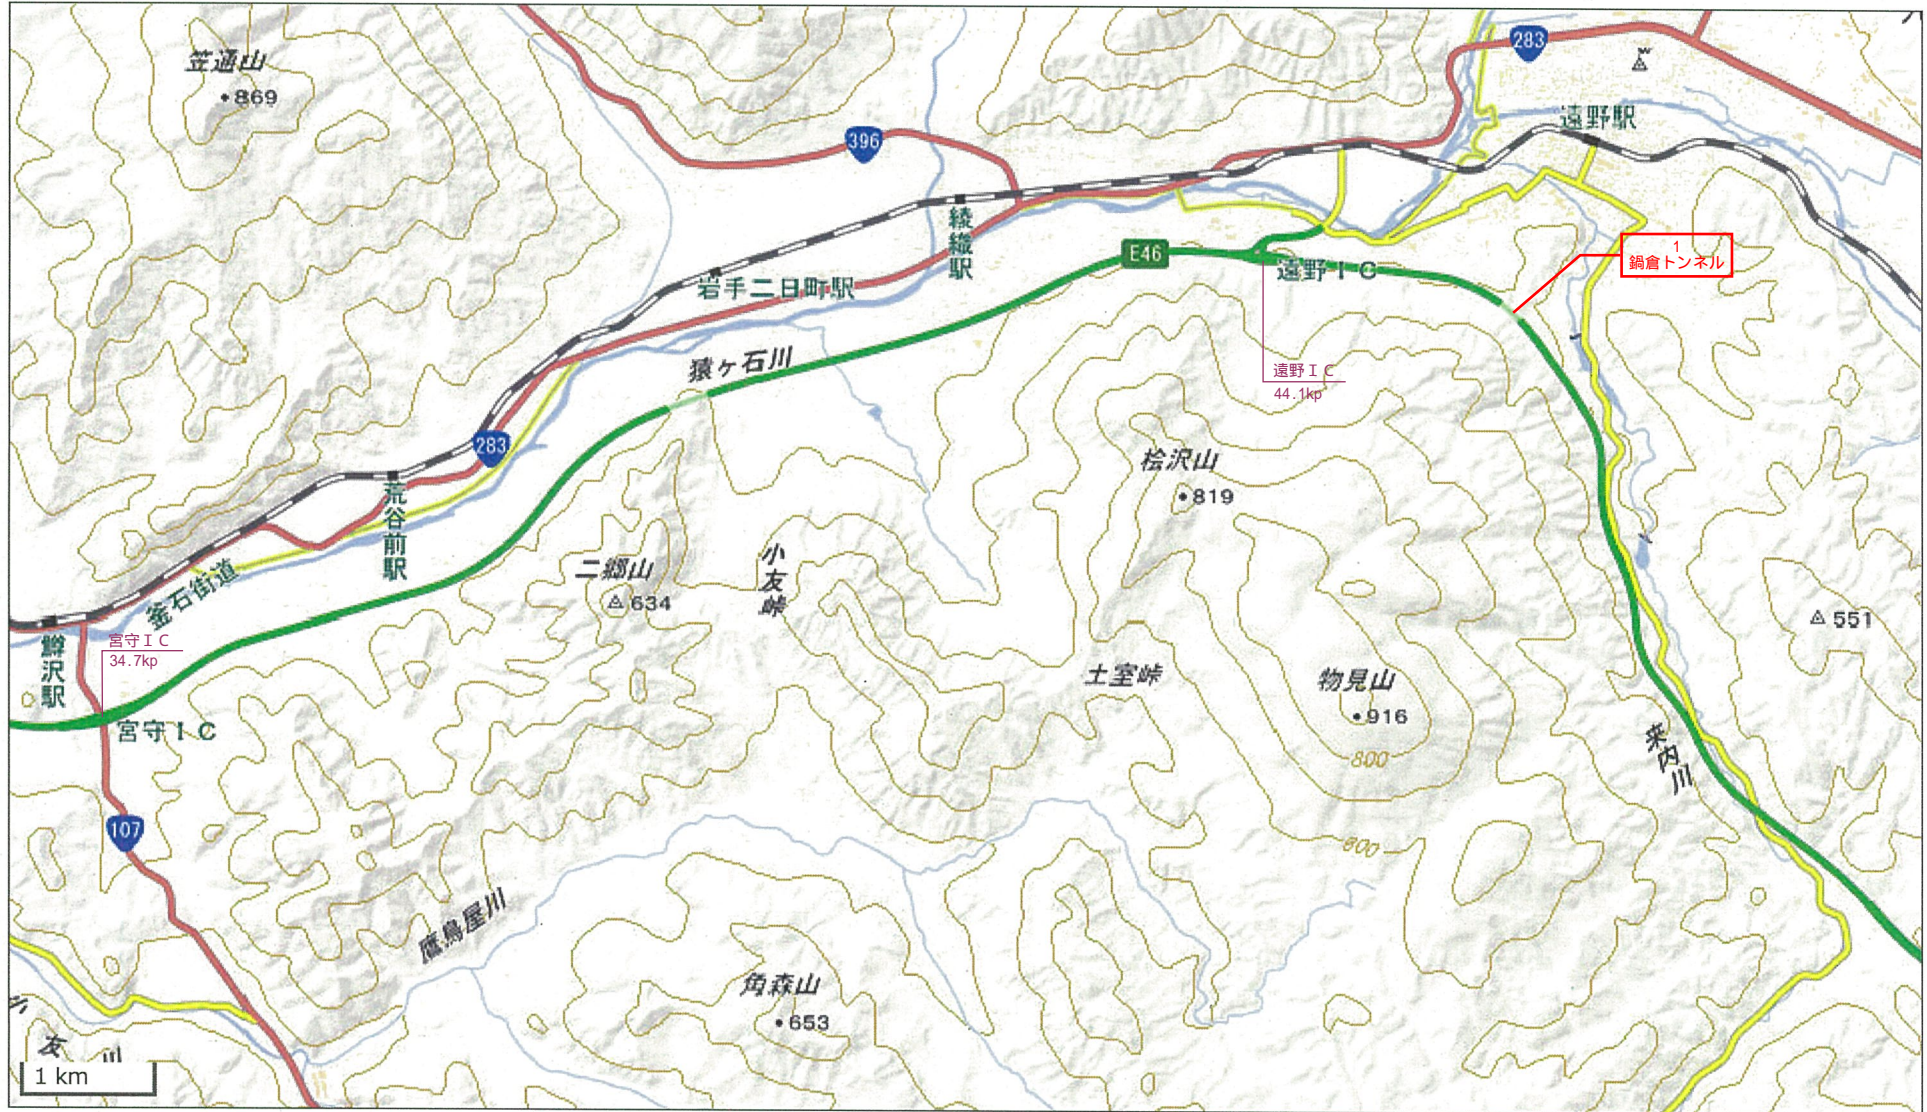 笠通山
869
396
283
遠野駅
綾織駅
E46
遠野ＩＣ
1
鍋倉トンネル
岩手二日町駅
猿ヶ石川
遠野ＩＣ
44.1kp
283
荒谷前駅
桧沢山
819
二郷山
634
小友峠
釜石街道
551
鱒沢駅
宮守ＩＣ
34.7kp
宮守ＩＣ
土室峠
物見山
916
800
来内川
107
600
鷹鳥屋川
角森山
653
友
川
1 km